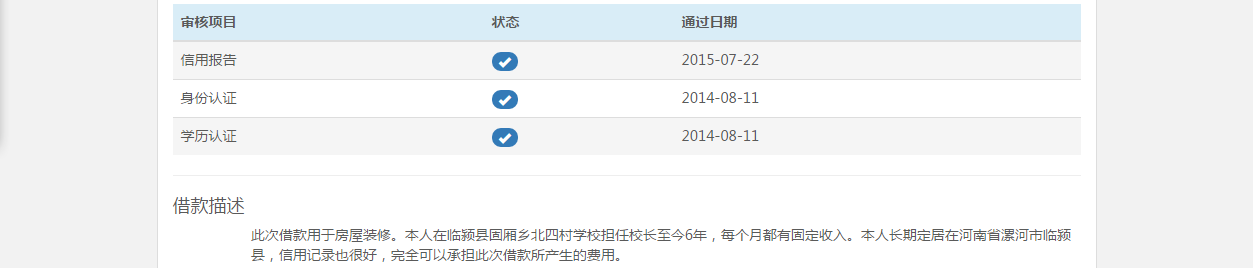 审核项目 状态 通过日期
信用报告 2015-07-22
身份认证 2014-08-11
学历认证 2014-08-11
借款描述
此次借款用于房屋装修。本人在临颍县固厢乡北四村学校担任校长至今6年，每个月都有固定收入。本人长期定居在河南省漯河市临颍
县，信用记录也很好，完全可以承担此次借款所产生的费用。